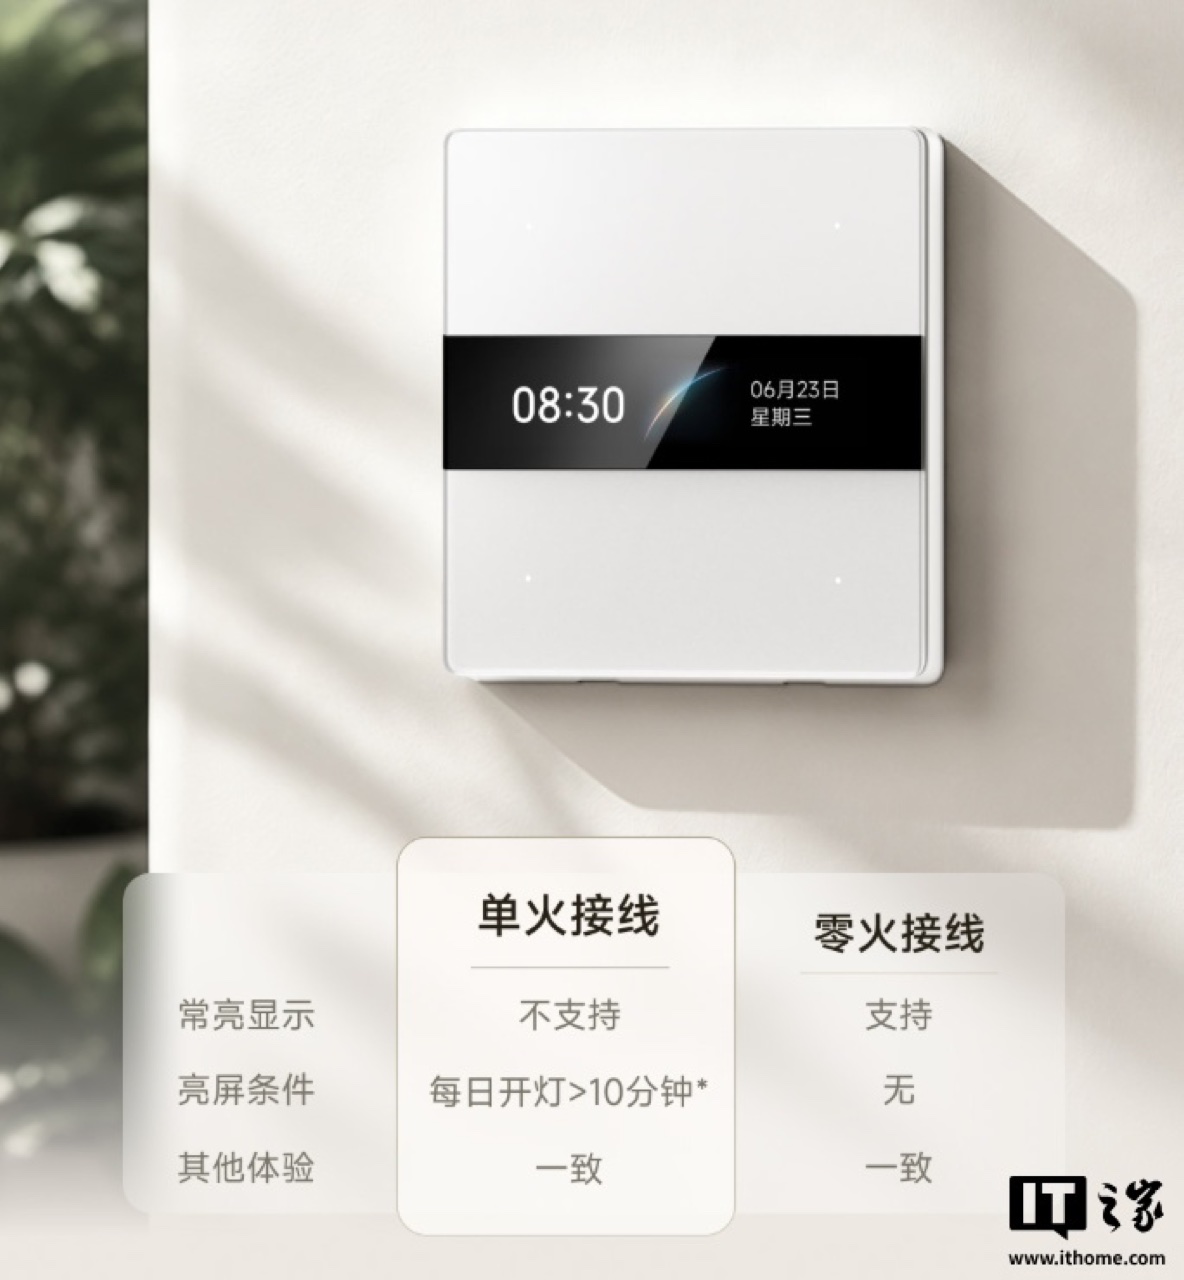 08:30
06月23日
星期三
单火接线
零火接线
常亮显示
不支持
支持
亮屏条件
每日开灯>10分钟*
无
其他体验
一致
一致
IT之家
www.ithome.com